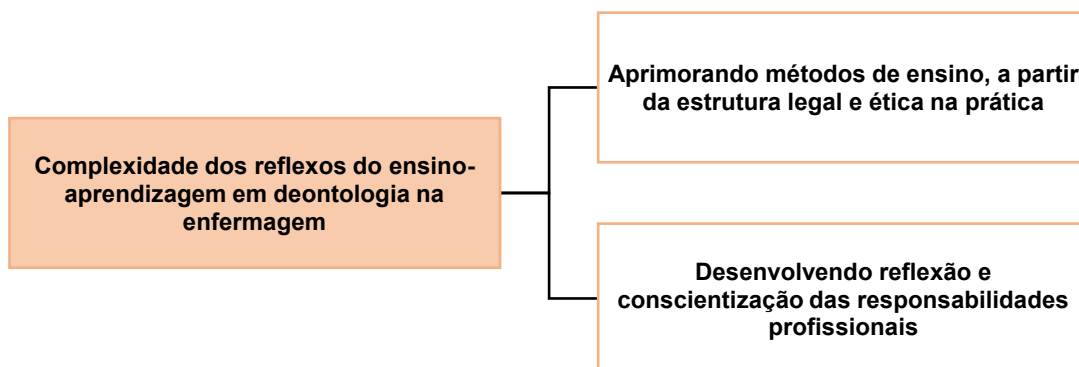 Aprimorando métodos de ensino, a partir
da estrutura legal e ética na prática
Complexidade dos reflexos do ensino-
aprendizagem em deontologia na
enfermagem
Desenvolvendo reflexão e
conscientização das responsabilidades
profissionais